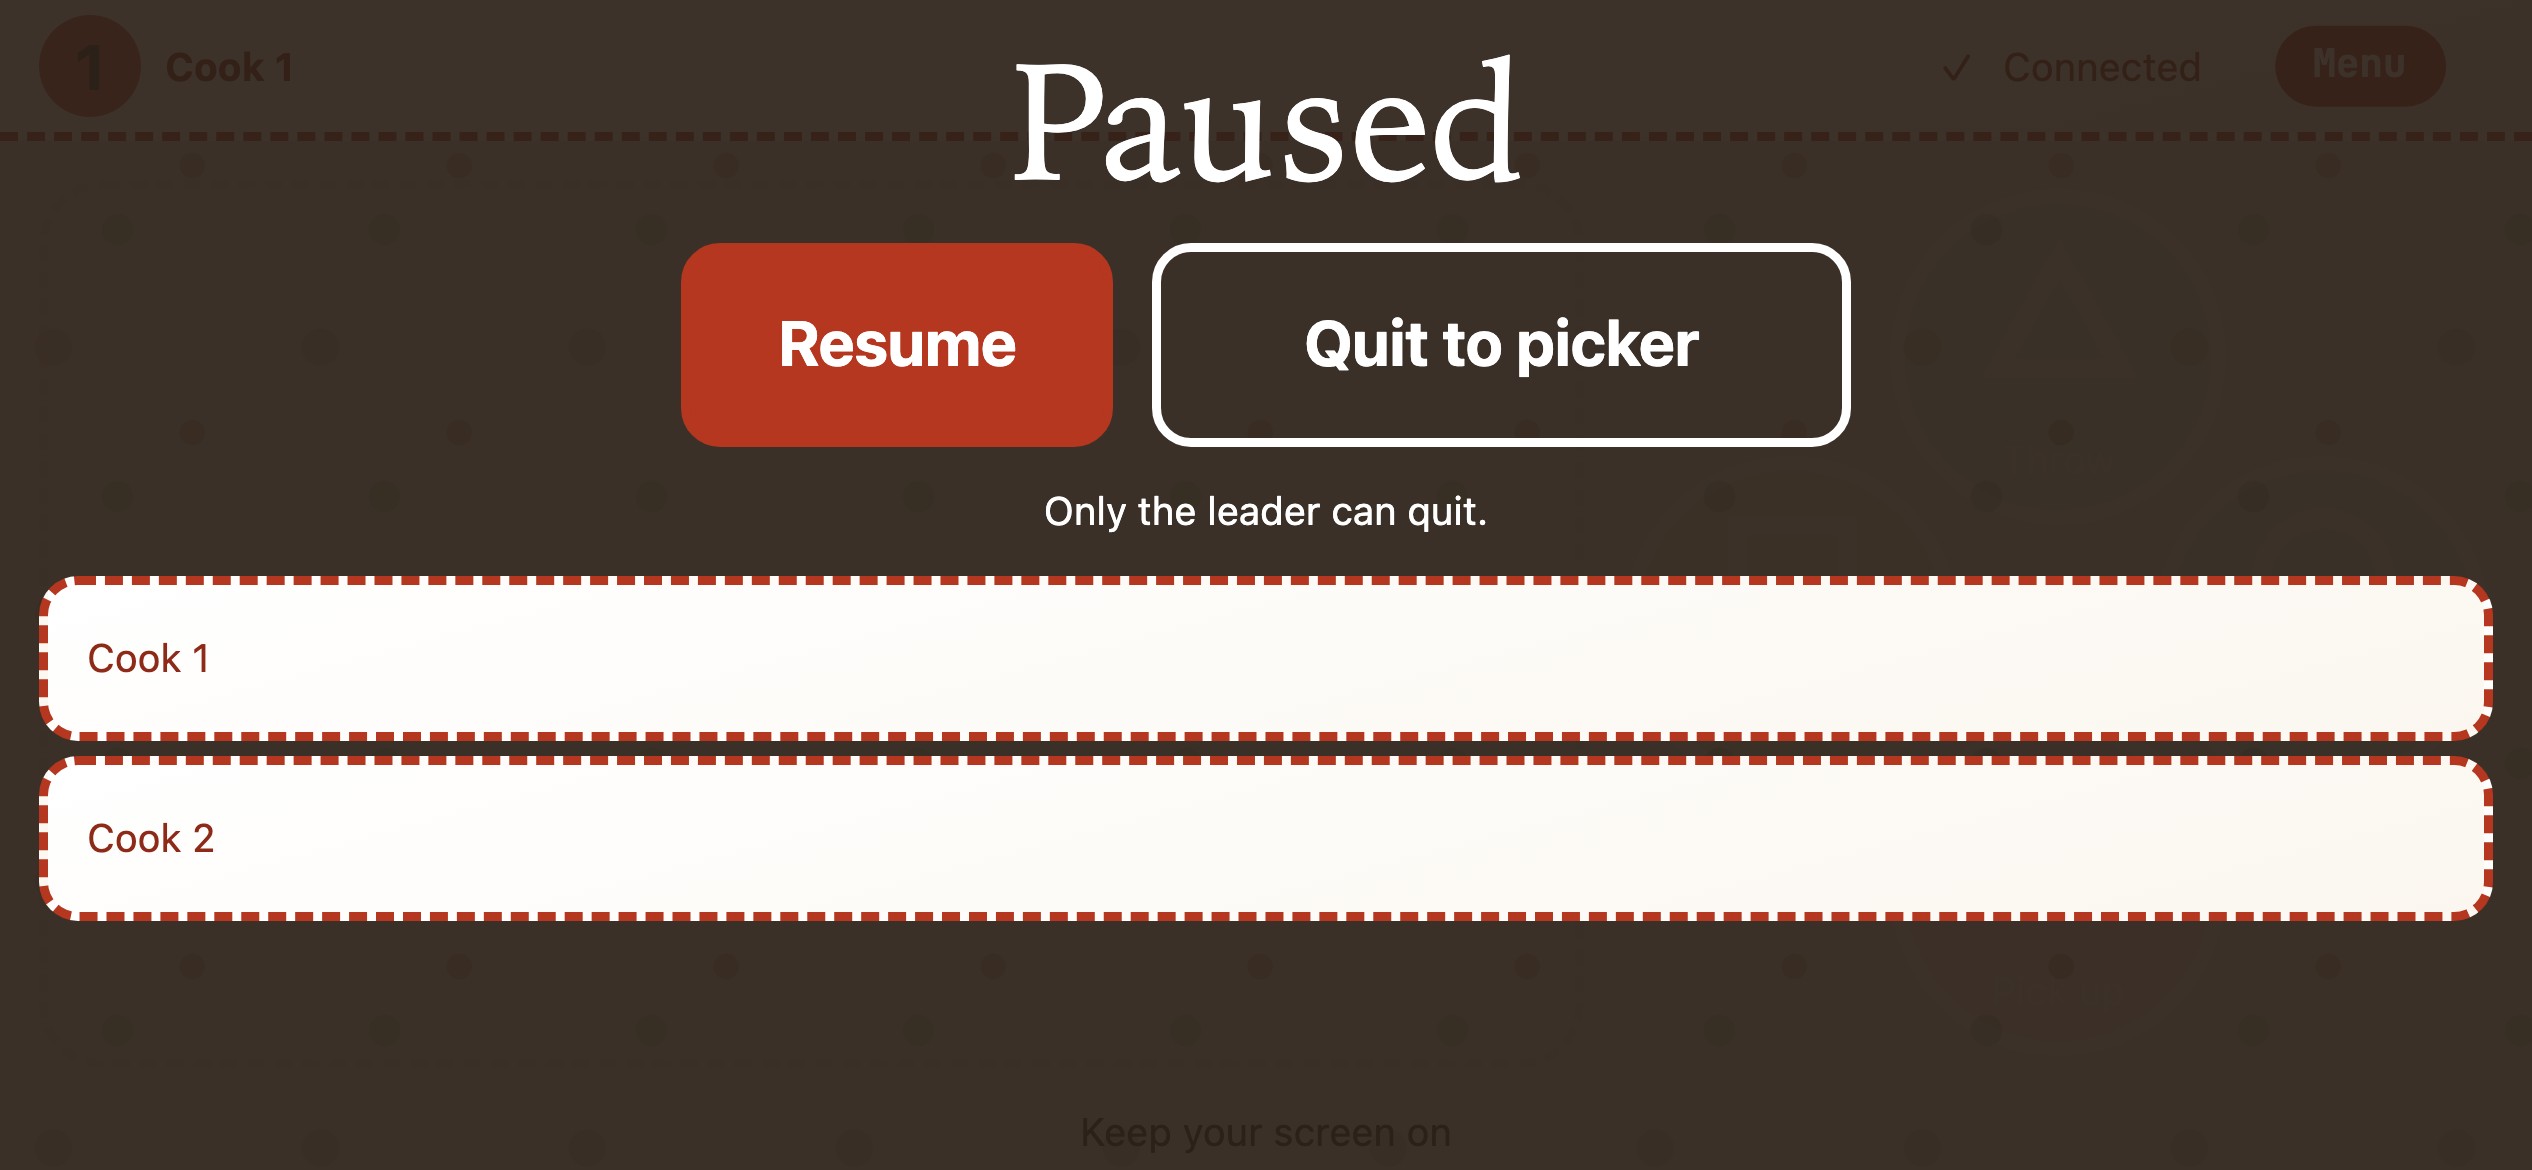 1 Cook 1
✓ Connected
Menu
Paused
Resume
Quit to picker
Only the leader can quit.
Cook 1
Cook 2
Keep your screen on